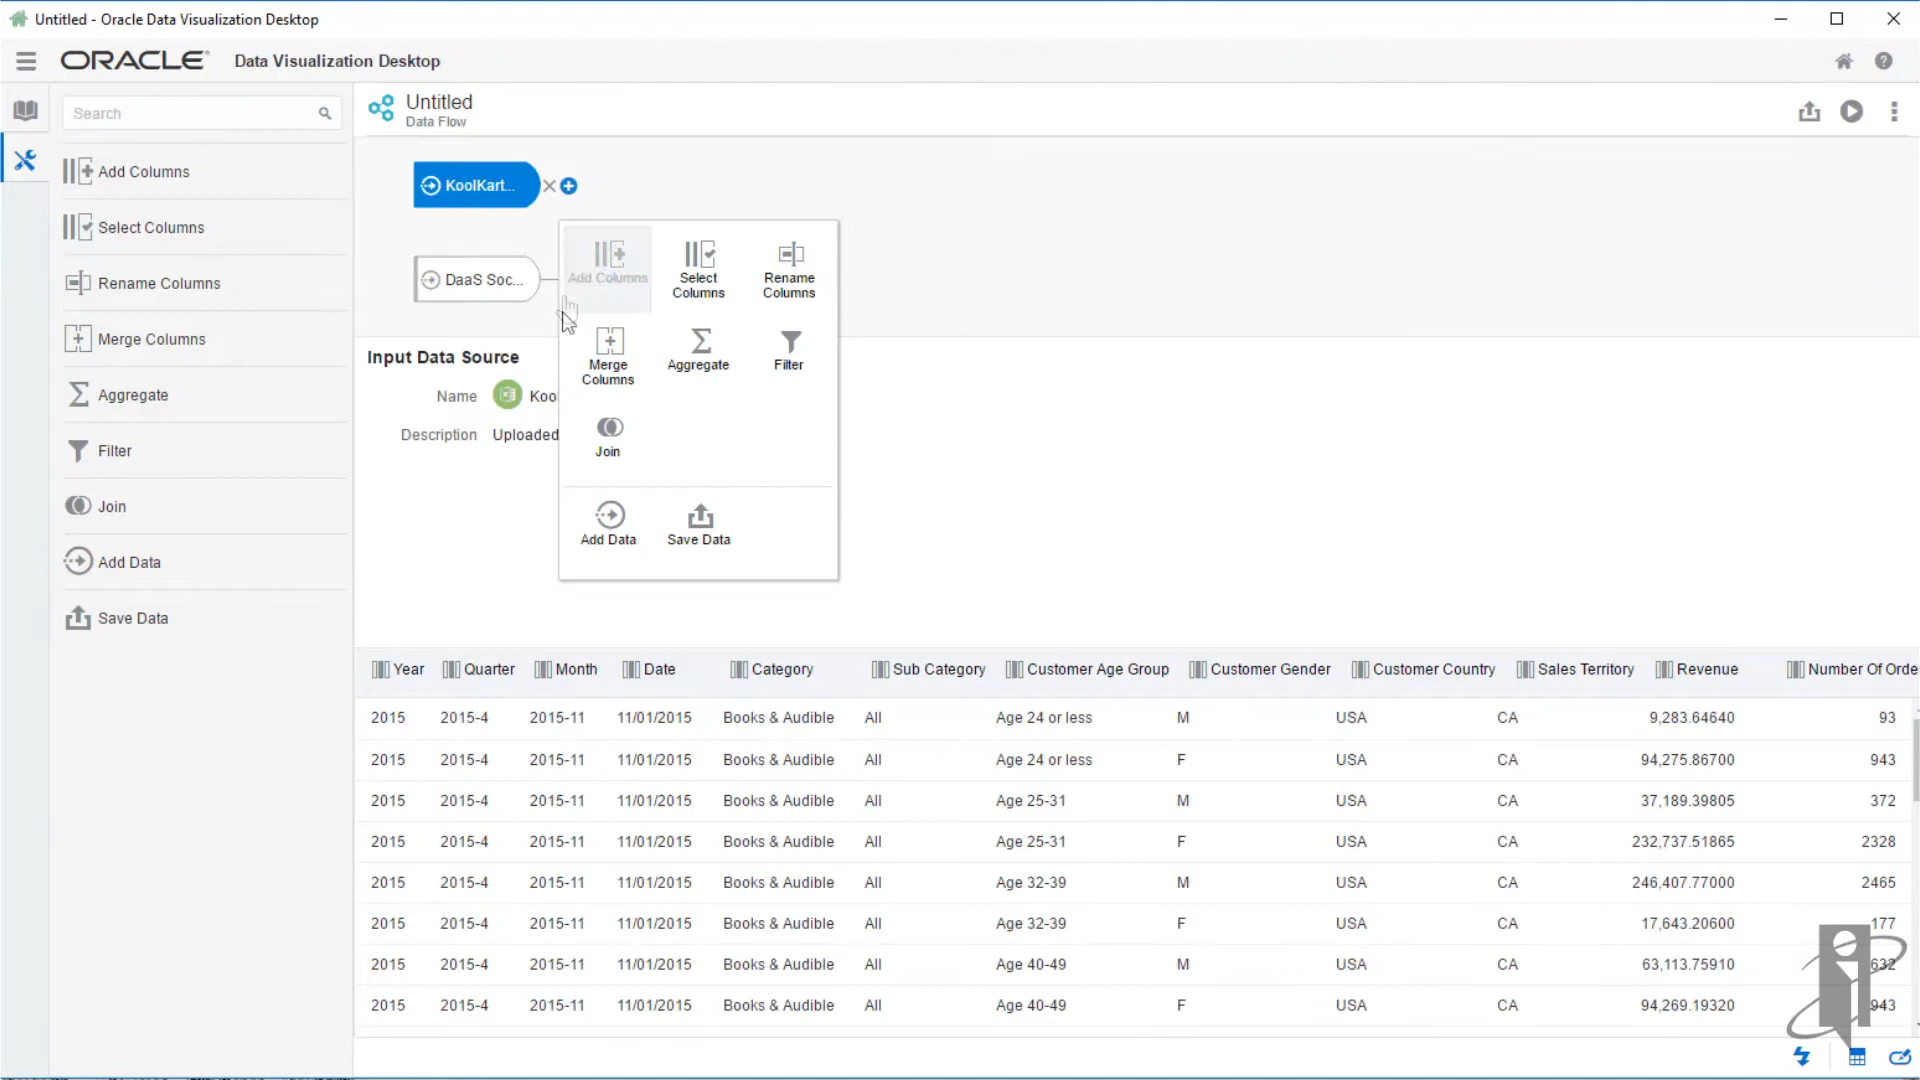 Untitled - Oracle Data Visualization Desktop
ORACLE® Data Visualization Desktop
Search
Add Columns
Select Columns
Rename Columns
Merge Columns
Aggregate
Filter
Join
Add Data
Save Data
Untitled
Data Flow
KoolKart...
DaaS Soc...
Add Columns
Select Columns
Rename Columns
Merge Columns
Aggregate
Filter
Join
Add Data
Save Data
Input Data Source
Name Koo
Description Uploaded
Year Quarter Month Date Category Sub Category Customer Age Group Customer Gender Customer Country Sales Territory Revenue Number Of Orde
2015 2015-4 2015-11 11/01/2015 Books & Audible All Age 24 or less M USA CA 9,283.64640 93
2015 2015-4 2015-11 11/01/2015 Books & Audible All Age 24 or less F USA CA 94,275.86700 943
2015 2015-4 2015-11 11/01/2015 Books & Audible All Age 25-31 M USA CA 37,189.39805 372
2015 2015-4 2015-11 11/01/2015 Books & Audible All Age 25-31 F USA CA 232,737.51865 2328
2015 2015-4 2015-11 11/01/2015 Books & Audible All Age 32-39 M USA CA 246,407.77000 2465
2015 2015-4 2015-11 11/01/2015 Books & Audible All Age 32-39 F USA CA 17,643.20600 177
2015 2015-4 2015-11 11/01/2015 Books & Audible All Age 40-49 M USA CA 63,113.75910 632
2015 2015-4 2015-11 11/01/2015 Books & Audible All Age 40-49 F USA CA 94,269.19320 943